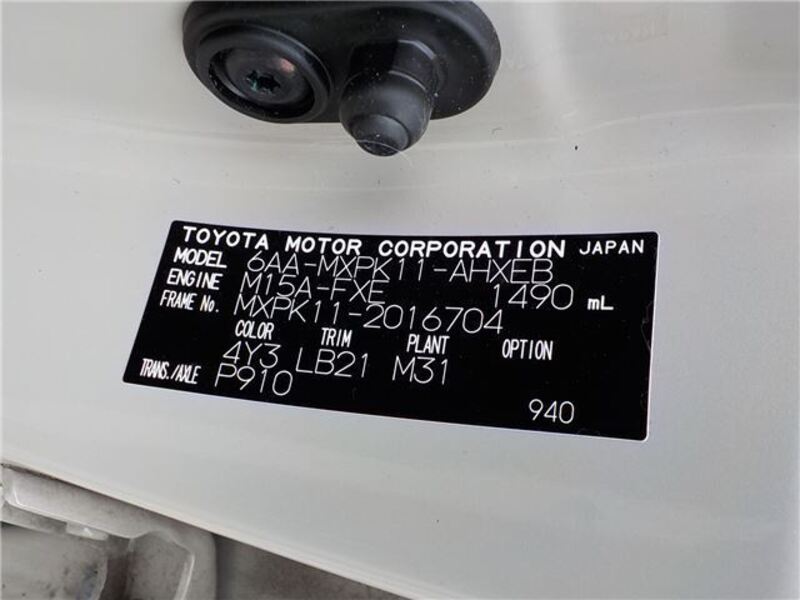 TOYOTA MOTOR CORPORATION JAPAN
MODEL 6AA-MXPK11-AHXEB
ENGINE M15A-FXE 1490 mL
FRAME No. MXPK11-2016704
COLOR TRIM PLANT OPTION
4Y3 LB21 M31
TRANS./AXLE P910
940